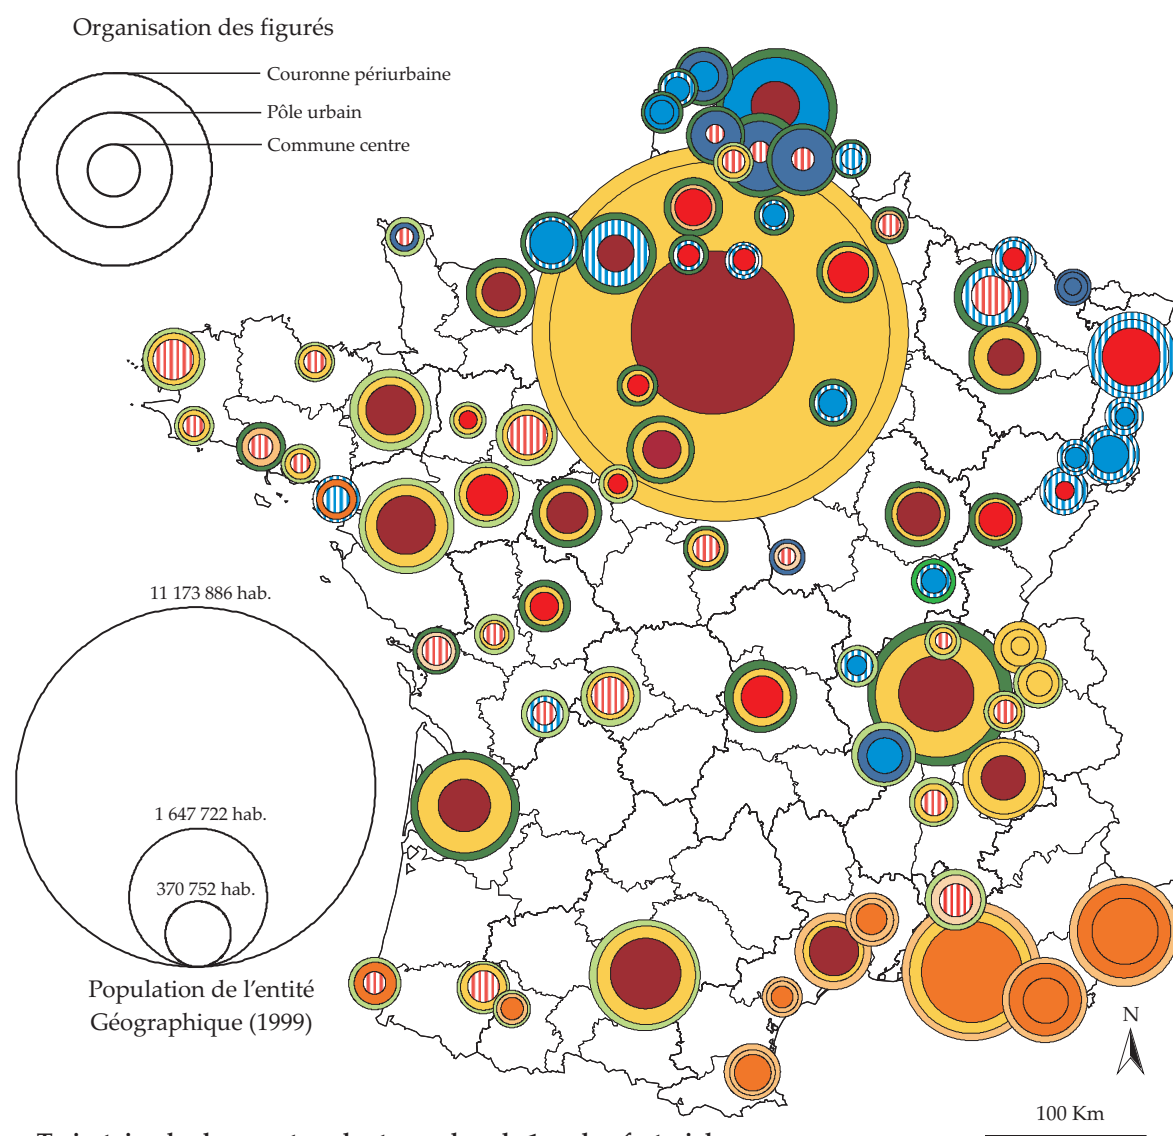 Organisation des figurés
Couronne périurbaine
Pôle urbain
Commune centre
11 173 886 hab.
1 647 722 hab.
370 752 hab.
Population de l'entité
Géographique (1999)
N
100 Km